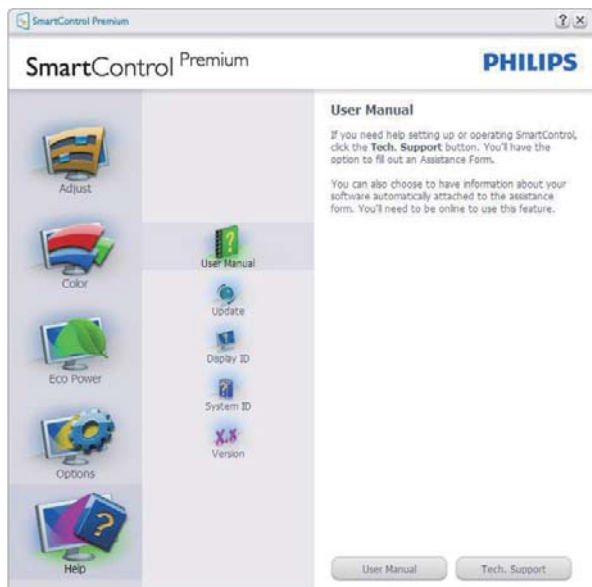 SmartControl Premium
SmartControl Premium
PHILIPS
Adjust
Color
Eco Power
Options
Help
User Manual
Update
Display ID
System ID
X.X
Version
User Manual
If you need help setting up or operating SmartControl,
click the Tech. Support button. You'll have the
option to fill out an Assistance Form.
You can also choose to have information about your
software automatically attached to the assistance
form. You'll need to be online to use this feature.
User Manual
Tech. Support